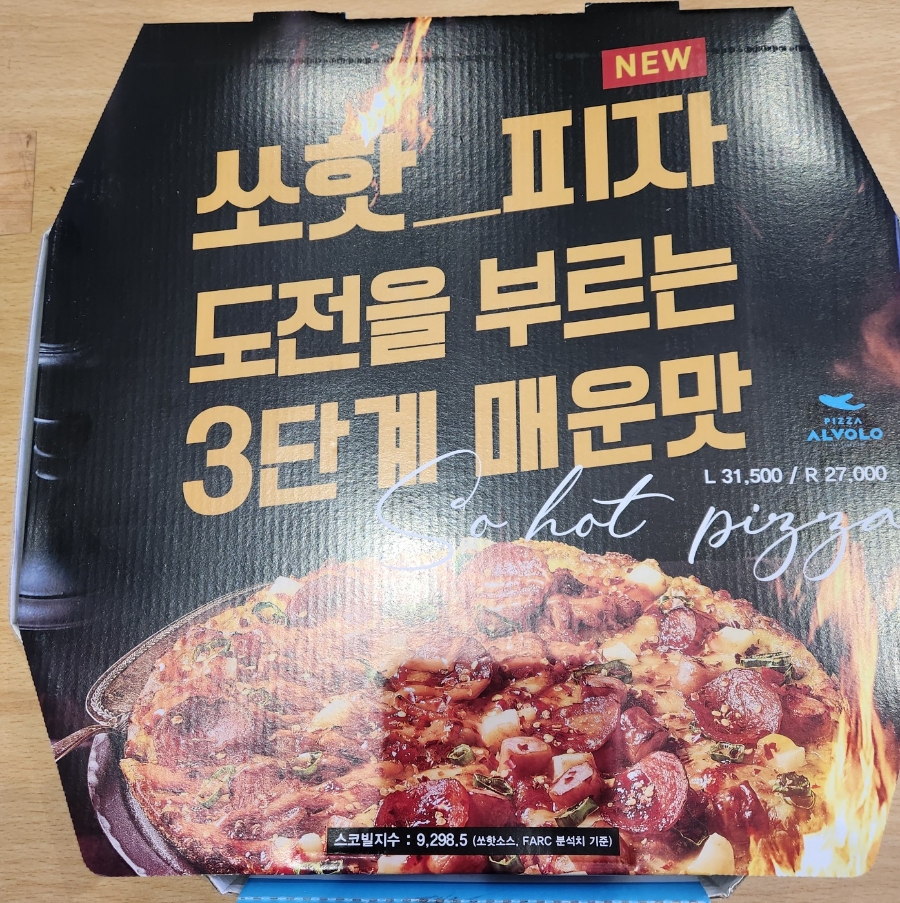 NEW
쏘핫_피자
도전을 부르는
3단계 매운맛
PIZZA
ALVOLO
L 31,500 / R 27,000
So hot pizza
스코빌지수 : 9,298.5 (쏘핫소스, FARC 분석치 기준)